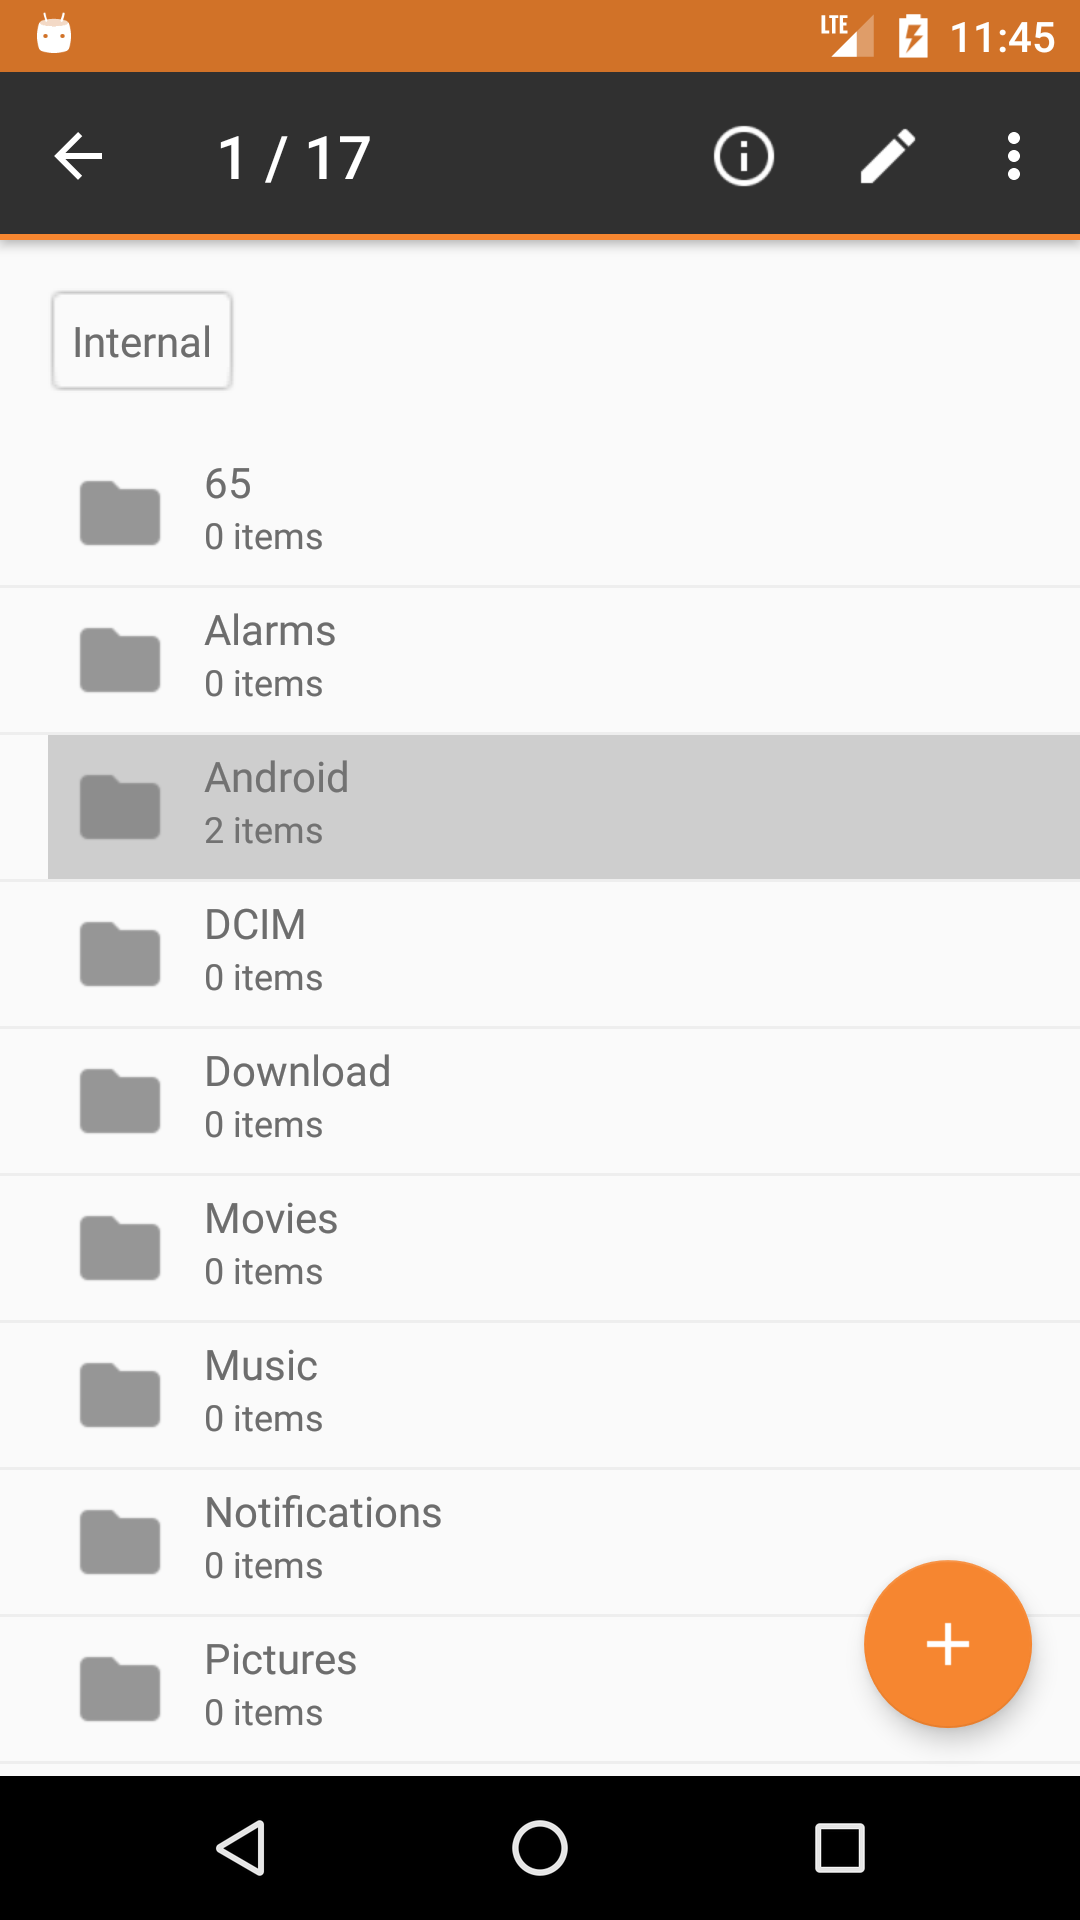 LTE
11:45
1 / 17
Internal
65
0 items
Alarms
0 items
Android
2 items
DCIM
0 items
Download
0 items
Movies
0 items
Music
0 items
Notifications
0 items
Pictures
0 items